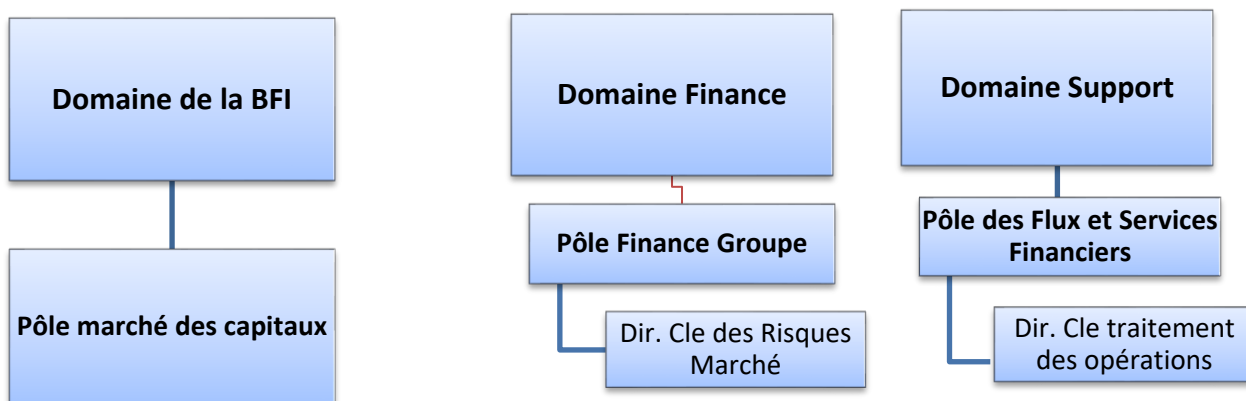 Domaine de la BFI
Pôle marché des capitaux
Domaine Finance
Pôle Finance Groupe
Dir. Cle des Risques
Marché
Domaine Support
Pôle des Flux et Services
Financiers
Dir. Cle traitement
des opérations